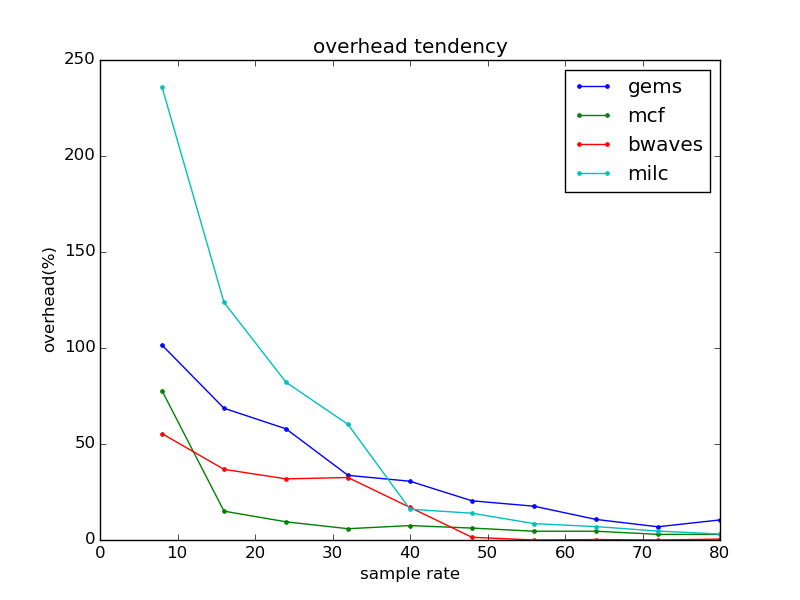 overhead tendency
250
200
150
100
50
0
overhead(%)
gems
mcf
bwaves
milc
0 10 20 30 40 50 60 70 80
sample rate